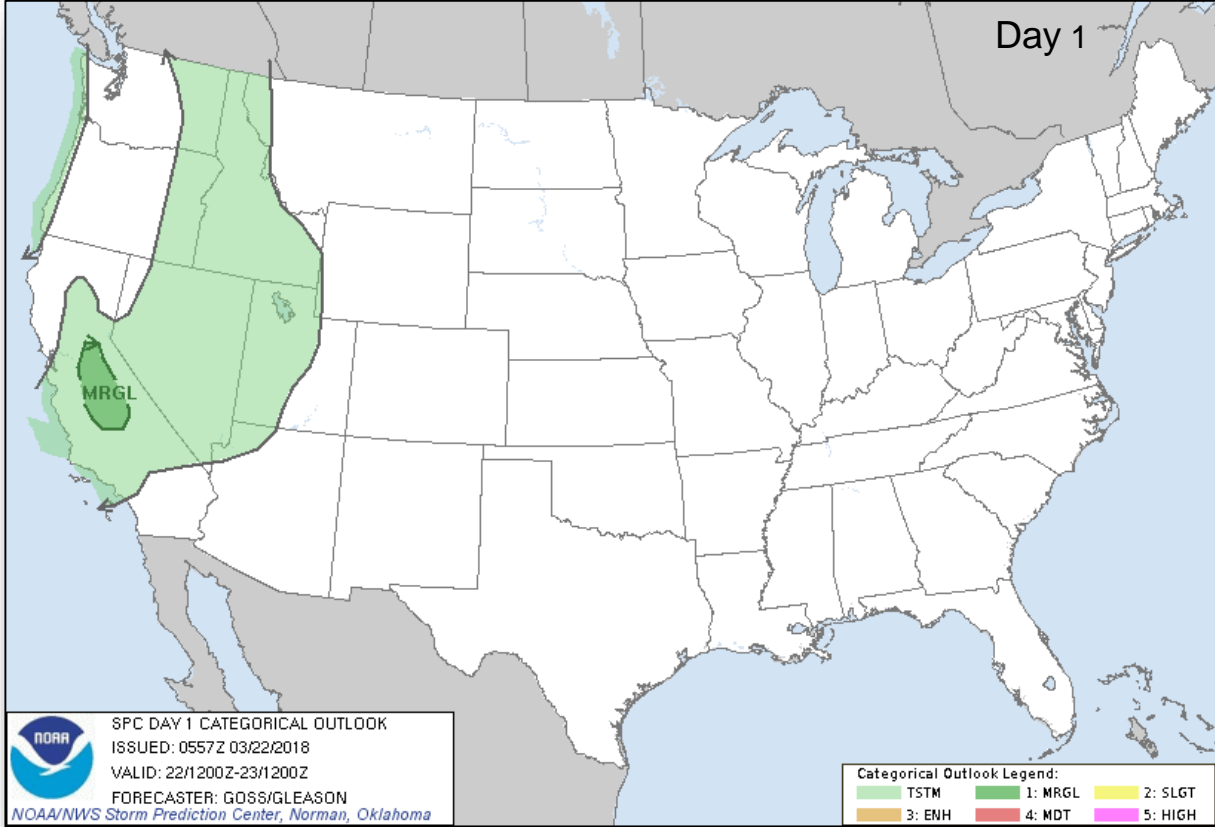 Day 1
MRGL
NOAA
SPC DAY 1 CATEGORICAL OUTLOOK
ISSUED: 0557Z 03/22/2018
VALID: 22/1200Z-23/1200Z
FORECASTER: GOSS/GLEASON
NOAA/NWS Storm Prediction Center, Norman, Oklahoma
Categorical Outlook Legend:
TSTM 1: MRGL 2: SLGT
3: ENH 4: MDT 5: HIGH